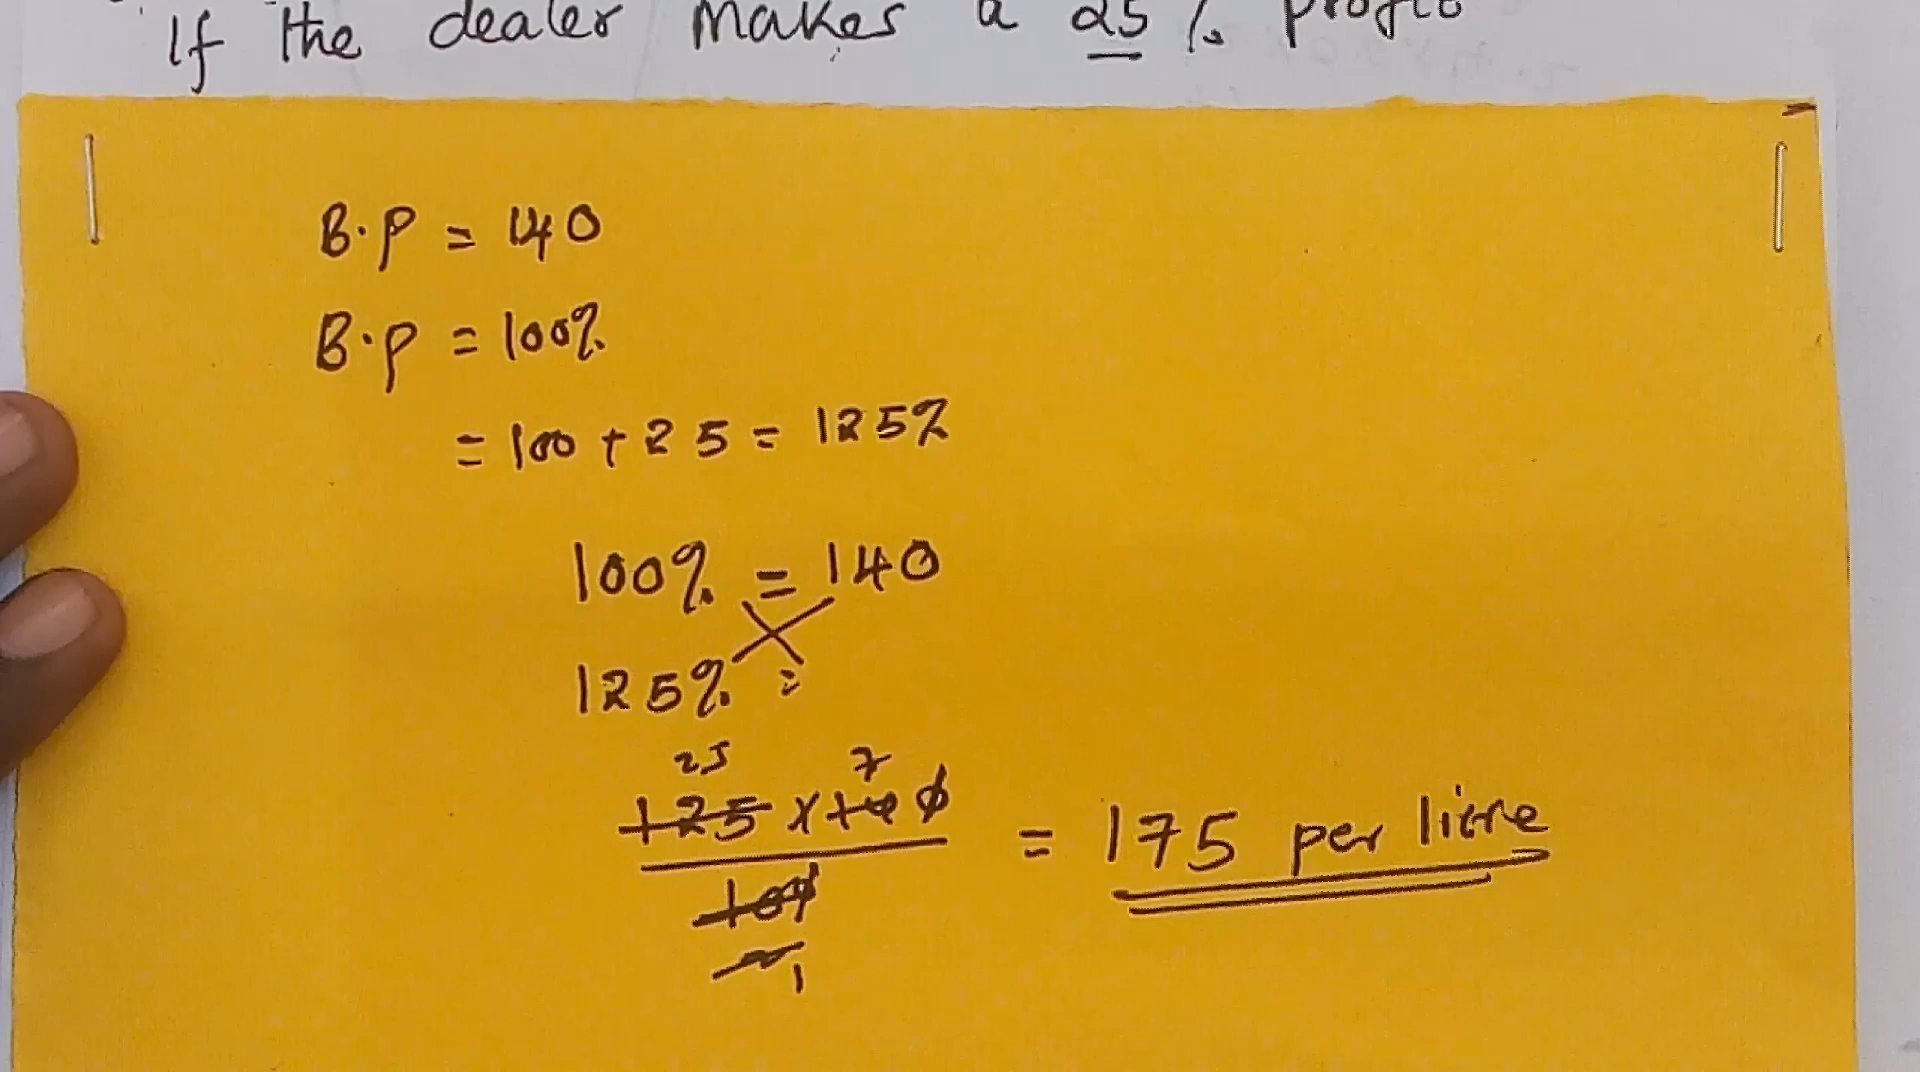 If the dealer makes a 25% profit
B.P = 140
B.P = 100%
= 100 + 25 = 125%
100% = 140
125% =
25 7
125 x 140 = 175 per litre
100
1